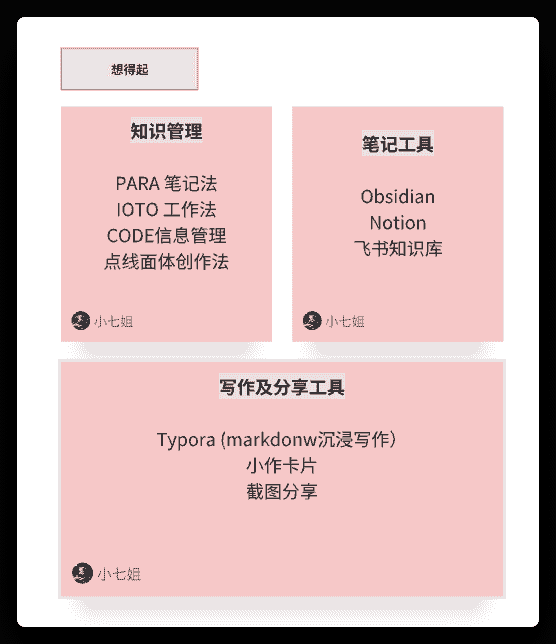 想得起
知识管理
PARA 笔记法
IOTO 工作法
CODE信息管理
点线面体创作法
小七姐
笔记工具
Obsidian
Notion
飞书知识库
小七姐
写作及分享工具
Typora (markdonw沉浸写作)
小作卡片
截图分享
小七姐